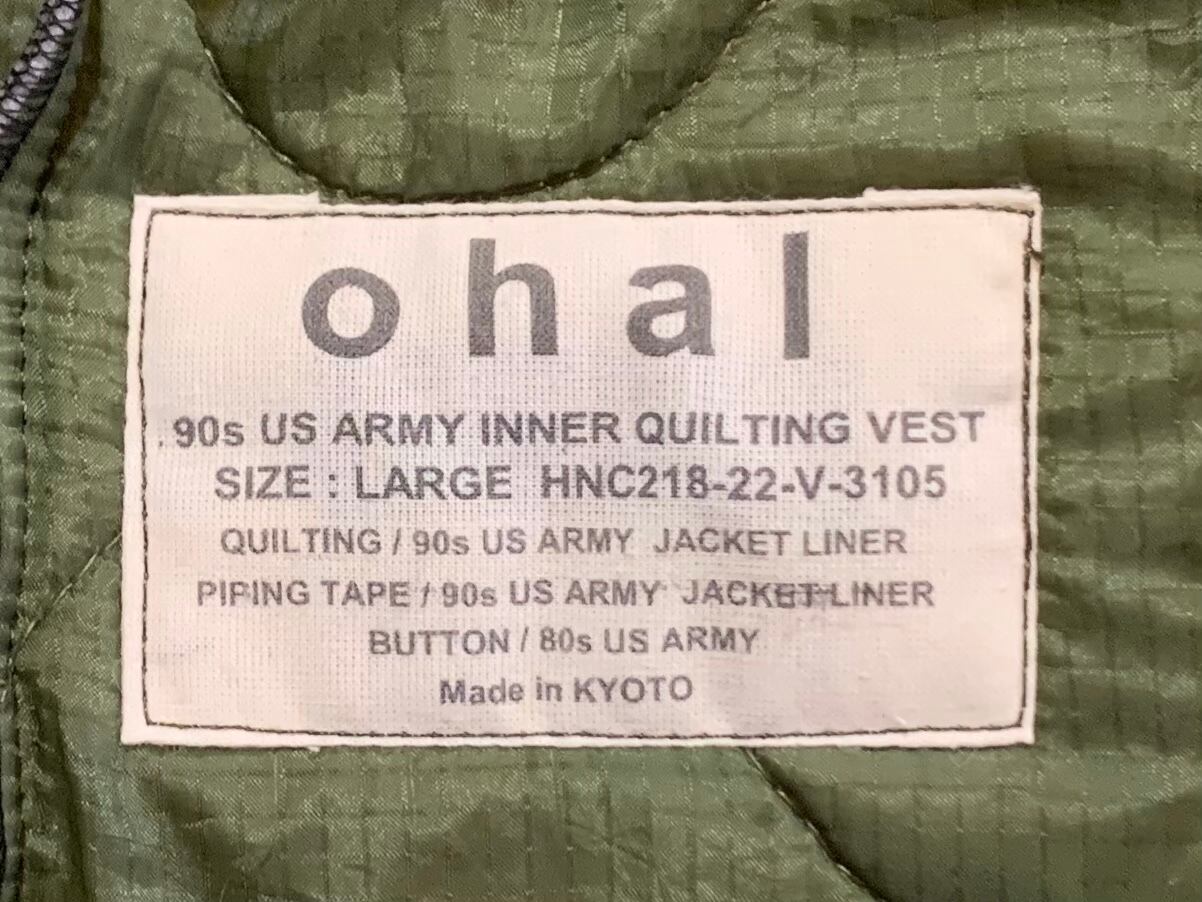 ohal
90s US ARMY INNER QUILTING VEST
SIZE : LARGE HNC218-22-V-3105
QUILTING / 90s US ARMY JACKET LINER
PIPING TAPE / 90s US ARMY JACKET LINER
BUTTON / 80s US ARMY
Made in KYOTO